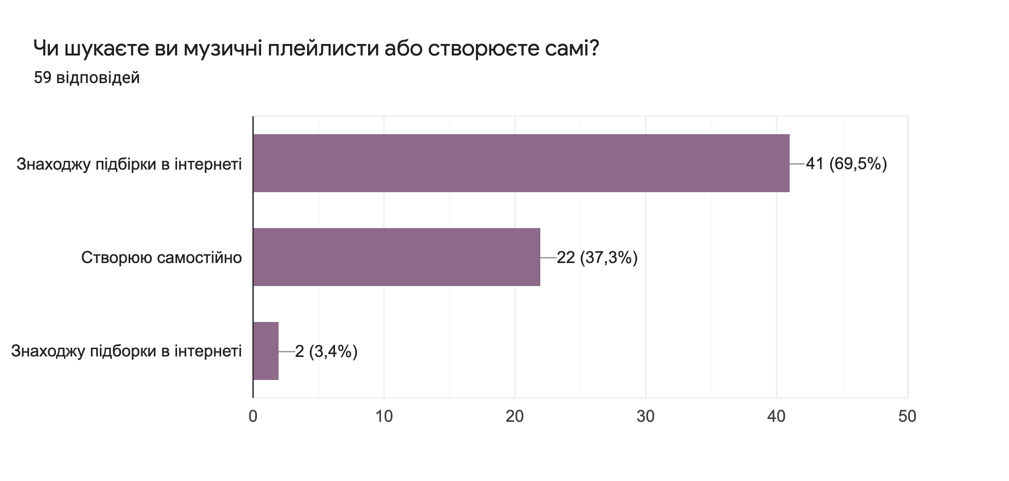 Чи шукаєте ви музичні плейлисти або створюєте самі?
59 відповідей
Знаходжу підбірки в інтернеті
41 (69,5%)
Створюю самостійно
22 (37,3%)
Знаходжу підборки в інтернеті
2 (3,4%)
0 10 20 30 40 50